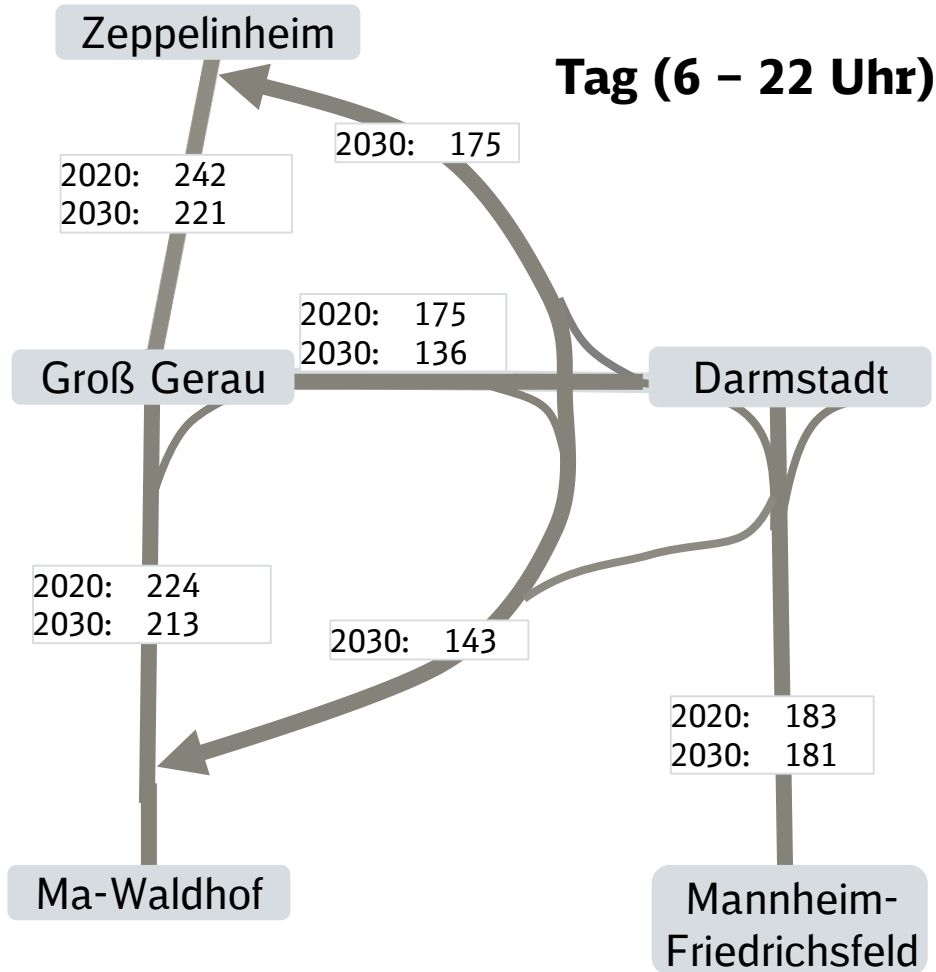 Zeppelinheim
Tag (6 – 22 Uhr)
2030: 175
2020: 242
2030: 221
2020: 175
2030: 136
Groß Gerau
Darmstadt
2020: 224
2030: 213
2030: 143
2020: 183
2030: 181
Ma-Waldhof
Mannheim-
Friedrichsfeld